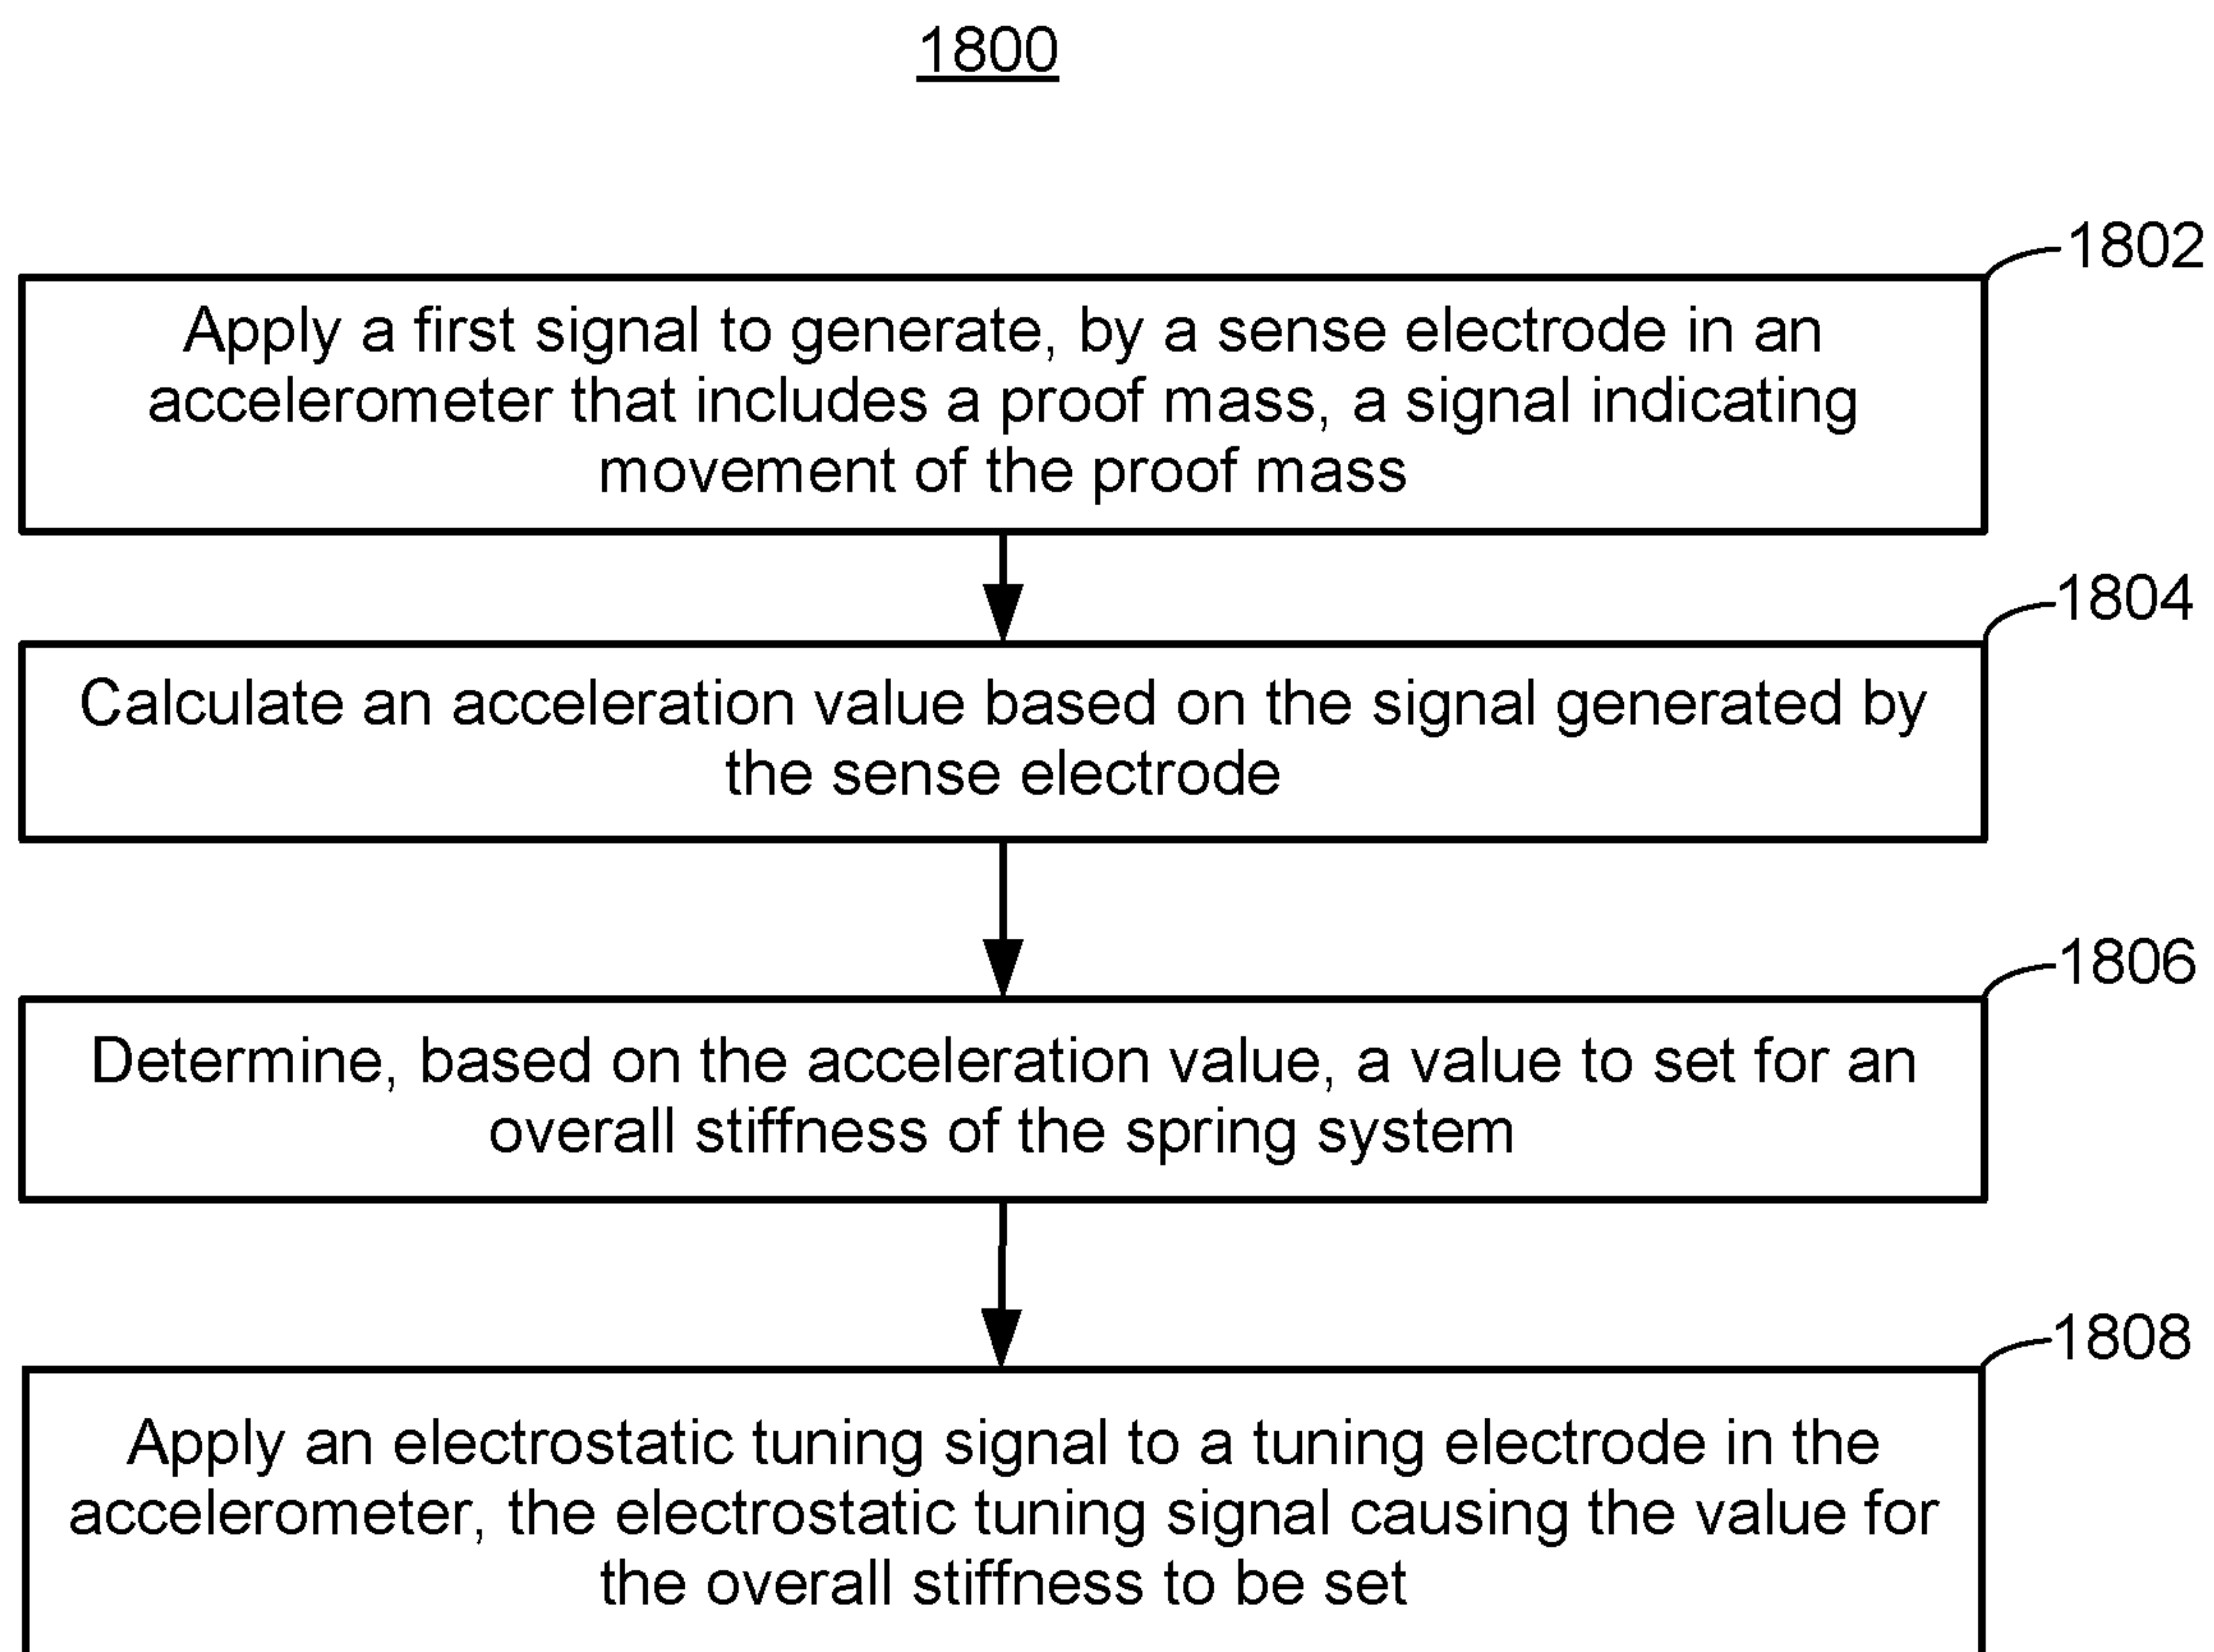 1800
1802
Apply a first signal to generate, by a sense electrode in an
accelerometer that includes a proof mass, a signal indicating
movement of the proof mass
1804
Calculate an acceleration value based on the signal generated by
the sense electrode
1806
Determine, based on the acceleration value, a value to set for an
overall stiffness of the spring system
1808
Apply an electrostatic tuning signal to a tuning electrode in the
accelerometer, the electrostatic tuning signal causing the value for
the overall stiffness to be set